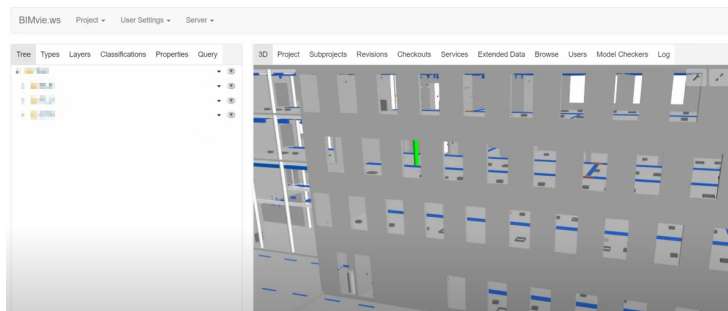 BIMvie.ws Project User Settings Server
Tree Types Layers Classifications Properties Query
3D Project Subprojects Revisions Checkouts Services Extended Data Browse Users Model Checkers Log